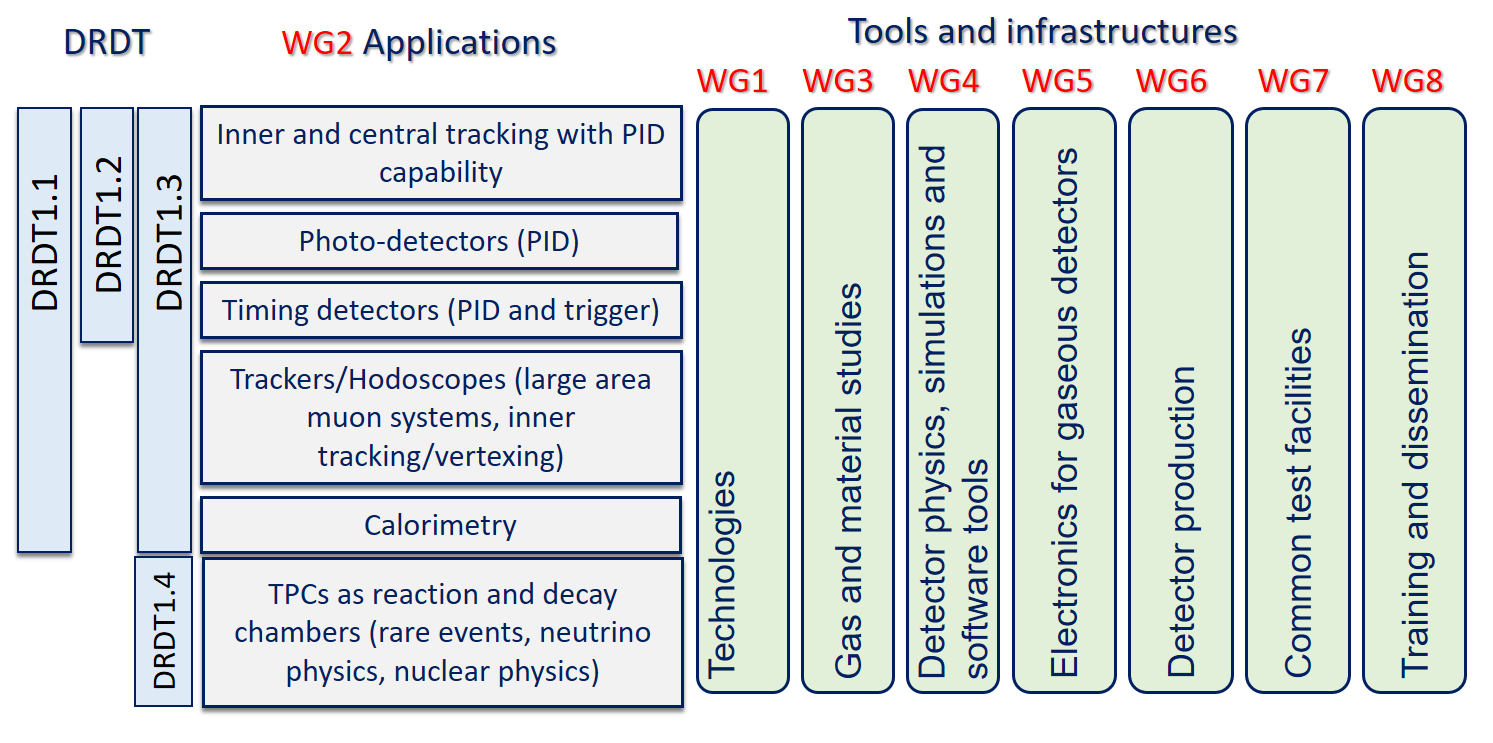 DRDT
WG2 Applications
Tools and infrastructures
WG1
WG3
WG4
WG5
WG6
WG7
WG8
DRDT1.1
DRDT1.2
DRDT1.3
DRDT1.4
Inner and central tracking with PID
capability
Photo-detectors (PID)
Timing detectors (PID and trigger)
Trackers/Hodoscopes (large area
muon systems, inner
tracking/vertexing)
Calorimetry
TPCs as reaction and decay
chambers (rare events, neutrino
physics, nuclear physics)
Technologies
Gas and material studies
Detector physics, simulations and
software tools
Electronics for gaseous detectors
Detector production
Common test facilities
Training and dissemination